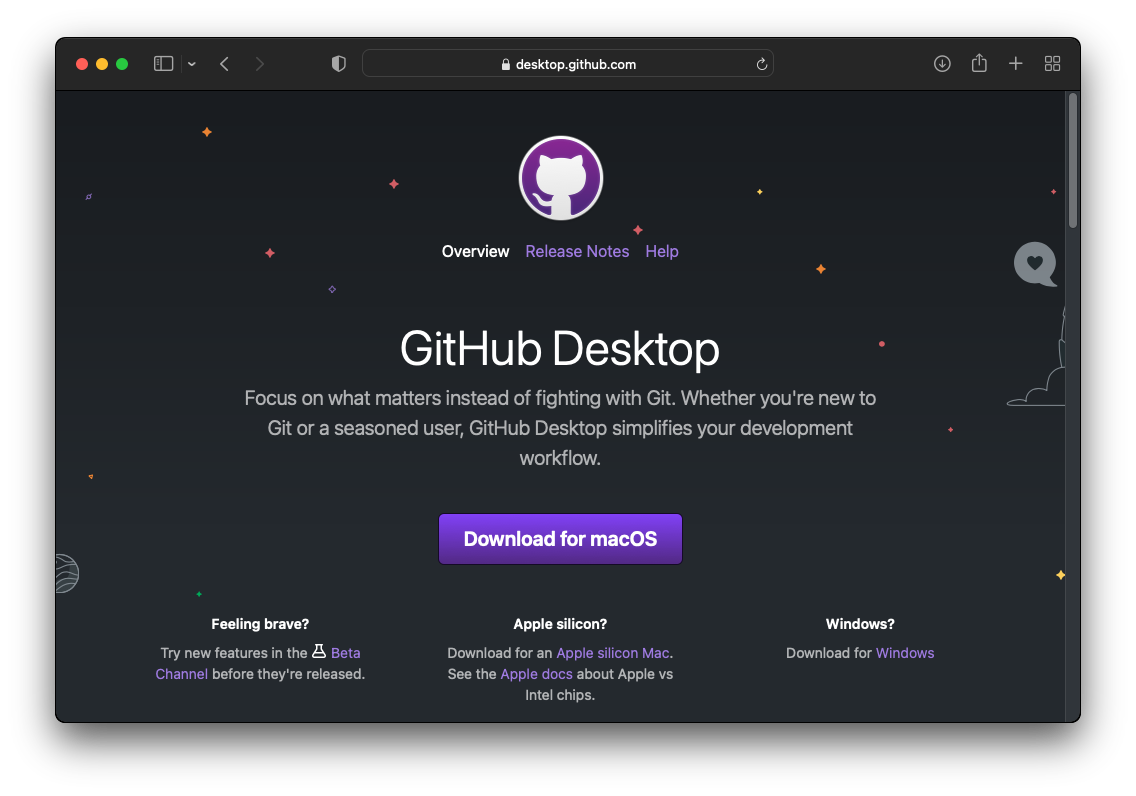 desktop.github.com
Overview Release Notes Help
GitHub Desktop
Focus on what matters instead of fighting with Git. Whether you're new to
Git or a seasoned user, GitHub Desktop simplifies your development
workflow.
Download for macOS
Feeling brave?
Try new features in the Beta
Channel before they're released.
Apple silicon?
Download for an Apple silicon Mac.
See the Apple docs about Apple vs
Intel chips.
Windows?
Download for Windows